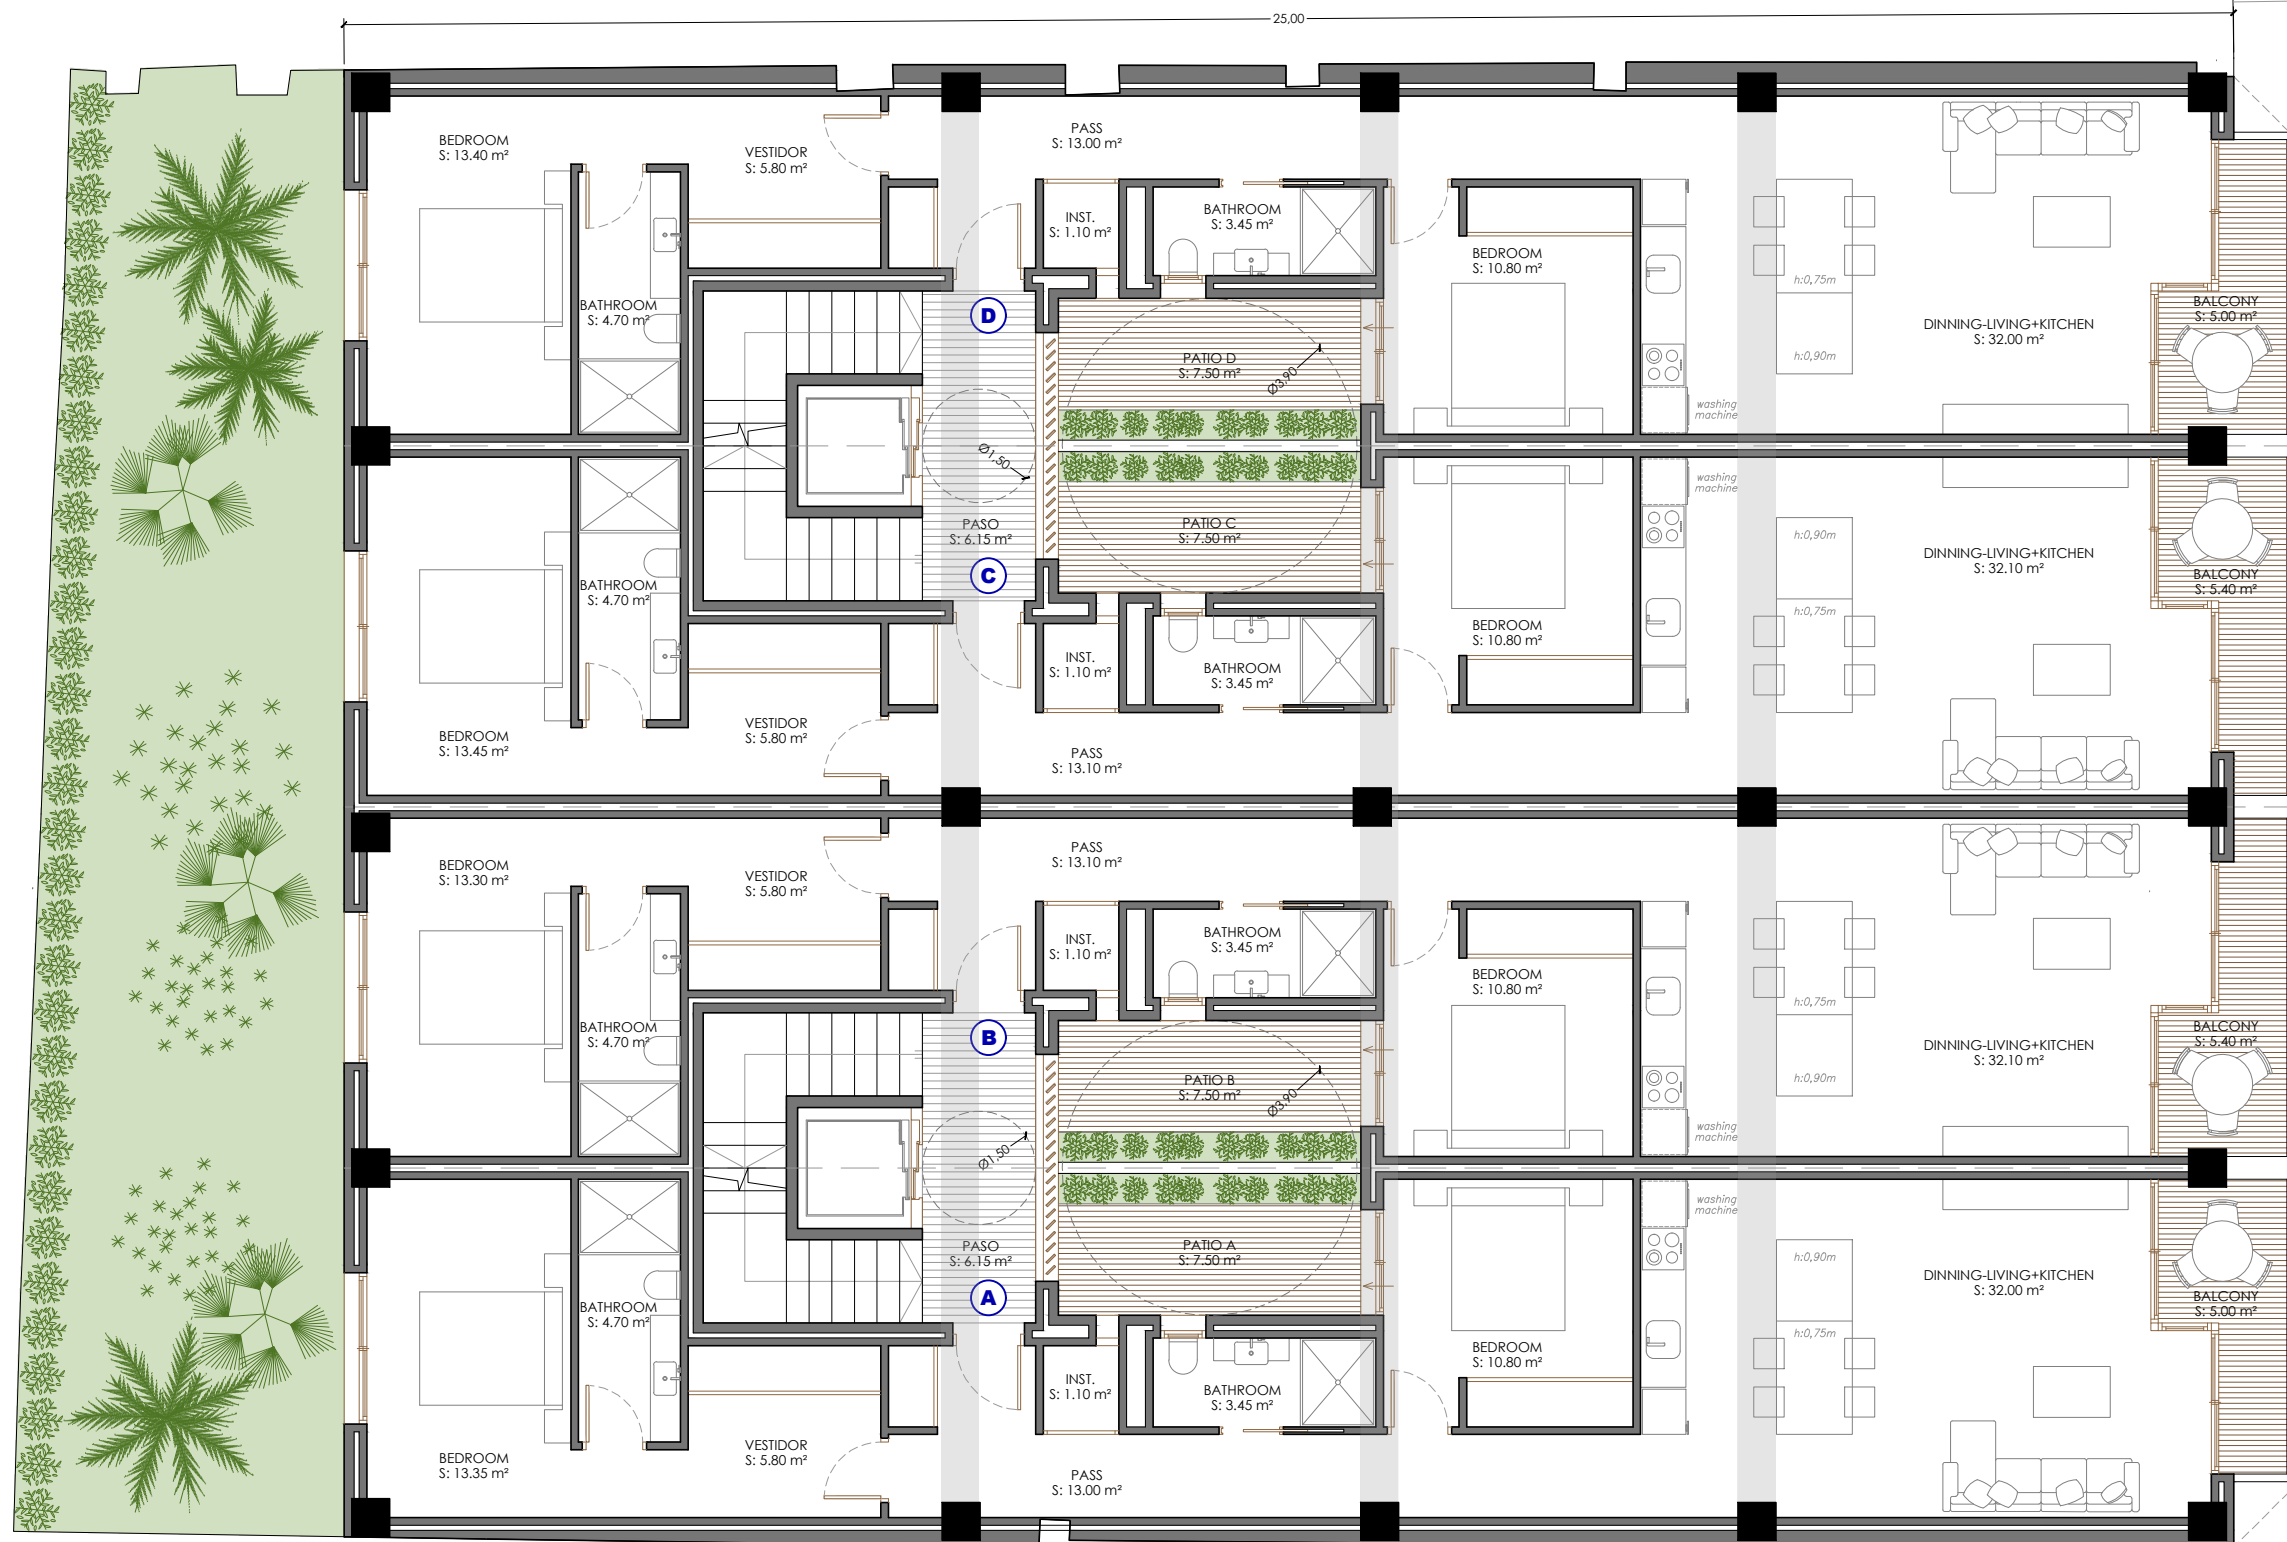 25,00
BEDROOM
S: 13.40 m²
VESTIDOR
S: 5.80 m²
PASS
S: 13.00 m²
INST.
S: 1.10 m²
BATHROOM
S: 3.45 m²
BEDROOM
S: 10.80 m²
BATHROOM
S: 4.70 m²
D
PATIO D
S: 7.50 m²
Ø3,90
h:0,75m
h:0,90m
DINNING-LIVING+KITCHEN
S: 32.00 m²
BALCONY
S: 5.00 m²
washing
machine
Ø1,50
washing
machine
PASO
S: 6.15 m²
PATIO C
S: 7.50 m²
h:0,90m
h:0,75m
DINNING-LIVING+KITCHEN
S: 32.10 m²
BALCONY
S: 5.40 m²
C
BATHROOM
S: 4.70 m²
INST.
S: 1.10 m²
BATHROOM
S: 3.45 m²
BEDROOM
S: 10.80 m²
BEDROOM
S: 13.45 m²
VESTIDOR
S: 5.80 m²
PASS
S: 13.10 m²
BEDROOM
S: 13.30 m²
VESTIDOR
S: 5.80 m²
PASS
S: 13.10 m²
INST.
S: 1.10 m²
BATHROOM
S: 3.45 m²
BEDROOM
S: 10.80 m²
BATHROOM
S: 4.70 m²
B
PATIO B
S: 7.50 m²
Ø3,90
h:0,75m
h:0,90m
DINNING-LIVING+KITCHEN
S: 32.10 m²
BALCONY
S: 5.40 m²
washing
machine
Ø1,50
washing
machine
PASO
S: 6.15 m²
PATIO A
S: 7.50 m²
h:0,90m
h:0,75m
DINNING-LIVING+KITCHEN
S: 32.00 m²
BALCONY
S: 5.00 m²
A
BATHROOM
S: 4.70 m²
INST.
S: 1.10 m²
BATHROOM
S: 3.45 m²
BEDROOM
S: 10.80 m²
BEDROOM
S: 13.35 m²
VESTIDOR
S: 5.80 m²
PASS
S: 13.00 m²